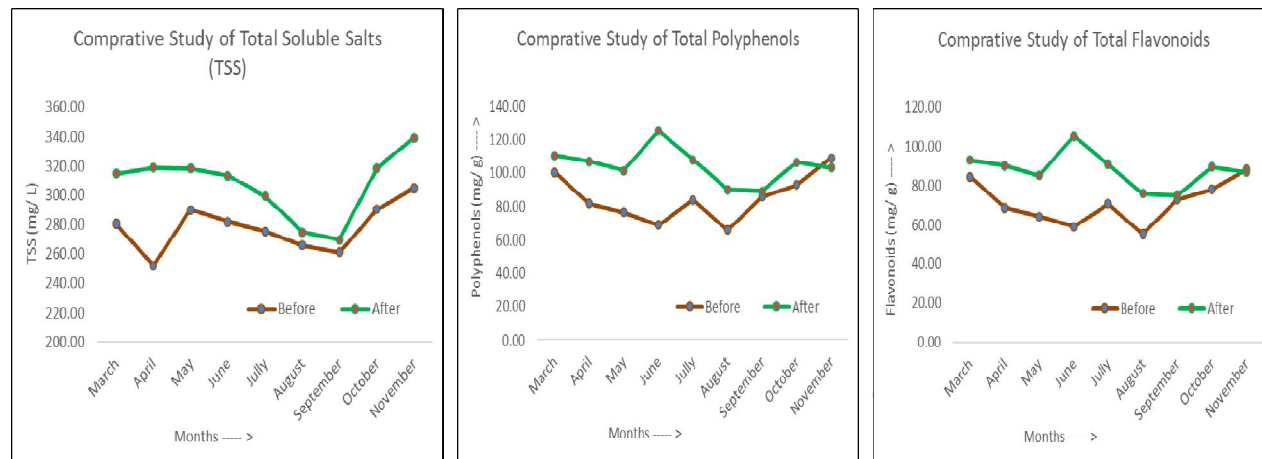 Comprative Study of Total Soluble Salts
(TSS)
TSS (mg/ L)
360.00
340.00
320.00
300.00
280.00
260.00
240.00
220.00
200.00
Before
After
March
April
May
June
Jully
August
September
October
November
Months ----- >
Comprative Study of Total Polyphenols
Polyphenols (mg/ g) ---- >
140.00
120.00
100.00
80.00
60.00
40.00
20.00
0.00
Before
After
March
April
May
June
Jully
August
September
October
November
Months ---- >
Comprative Study of Total Flavonoids
Flavonoids (mg/ g) ---- >
120.00
100.00
80.00
60.00
40.00
20.00
0.00
Before
After
March
April
May
June
Jully
August
September
October
November
Months ---- >